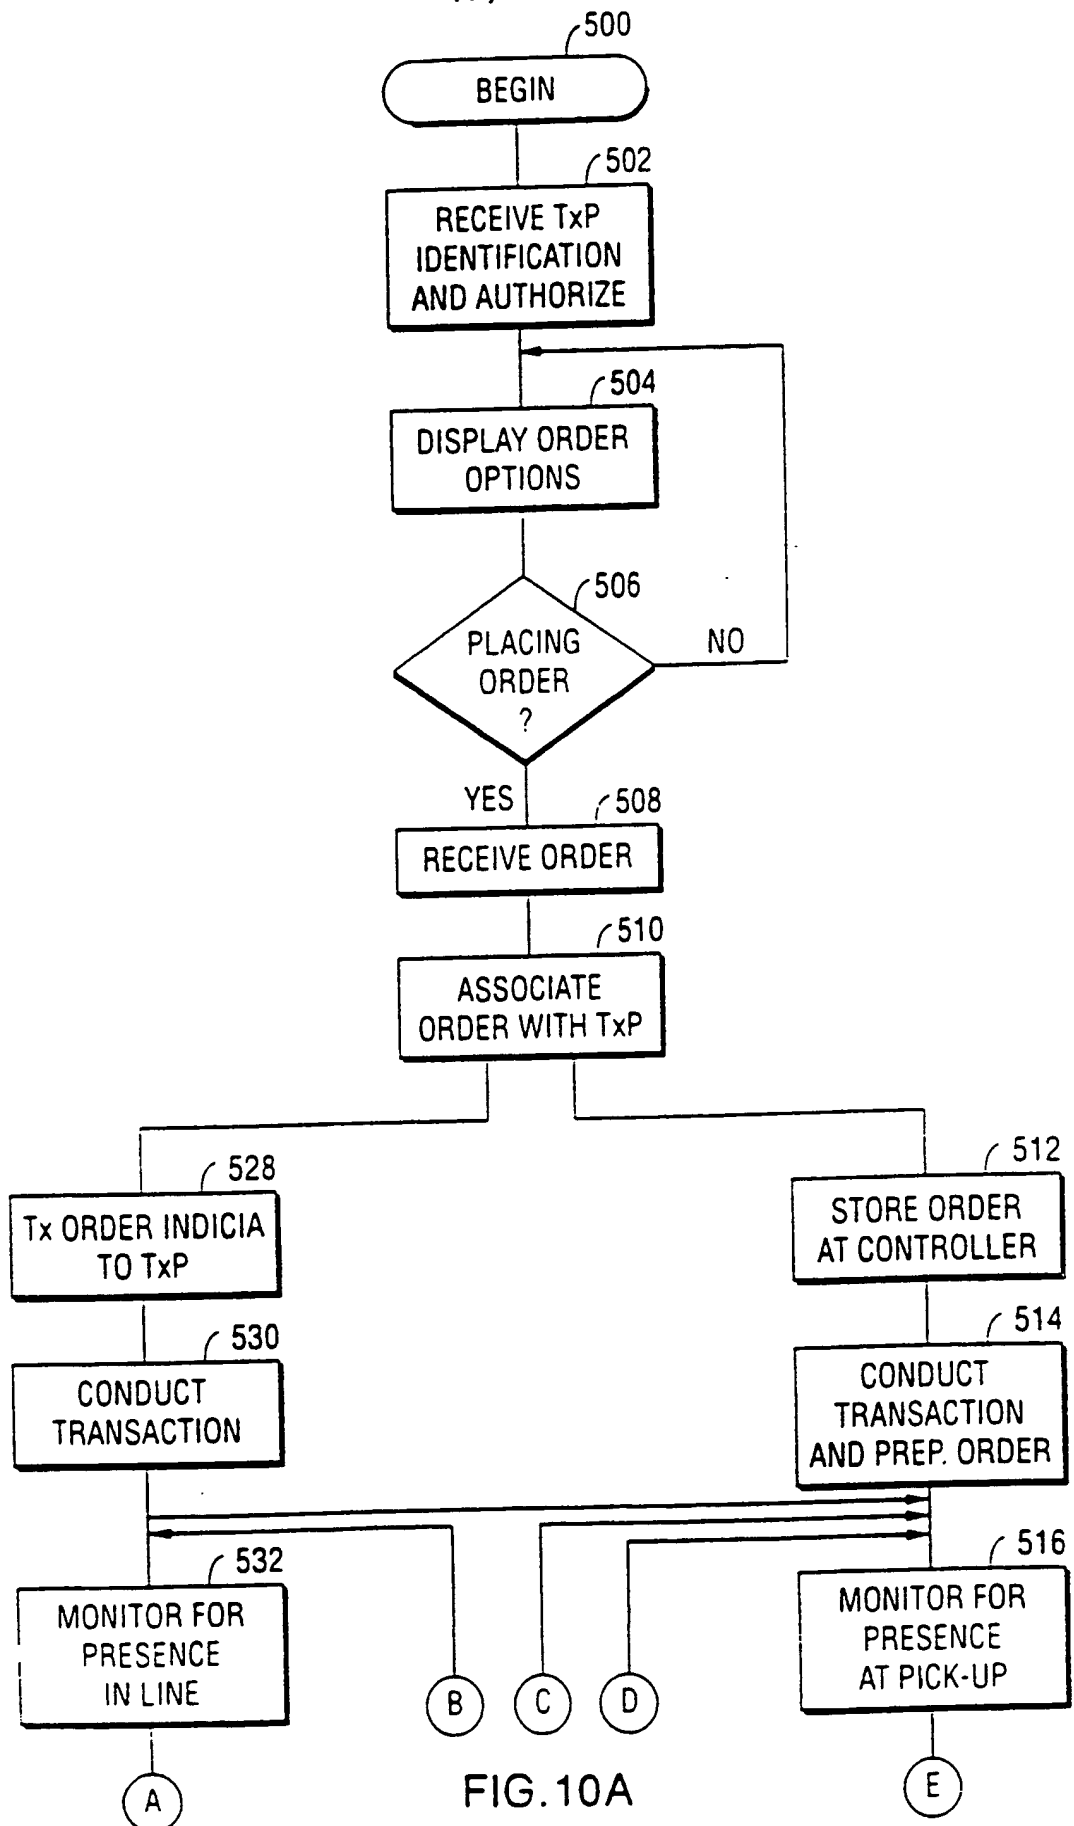 500
BEGIN
502
RECEIVE TxP
IDENTIFICATION
AND AUTHORIZE
504
DISPLAY ORDER
OPTIONS
506
PLACING
ORDER
?
NO
YES
508
RECEIVE ORDER
510
ASSOCIATE
ORDER WITH TxP
528
Tx ORDER INDICIA
TO TxP
512
STORE ORDER
AT CONTROLLER
530
CONDUCT
TRANSACTION
514
CONDUCT
TRANSACTION
AND PREP. ORDER
532
MONITOR FOR
PRESENCE
IN LINE
516
MONITOR FOR
PRESENCE
AT PICK-UP
B
C
D
A
E
FIG.10A